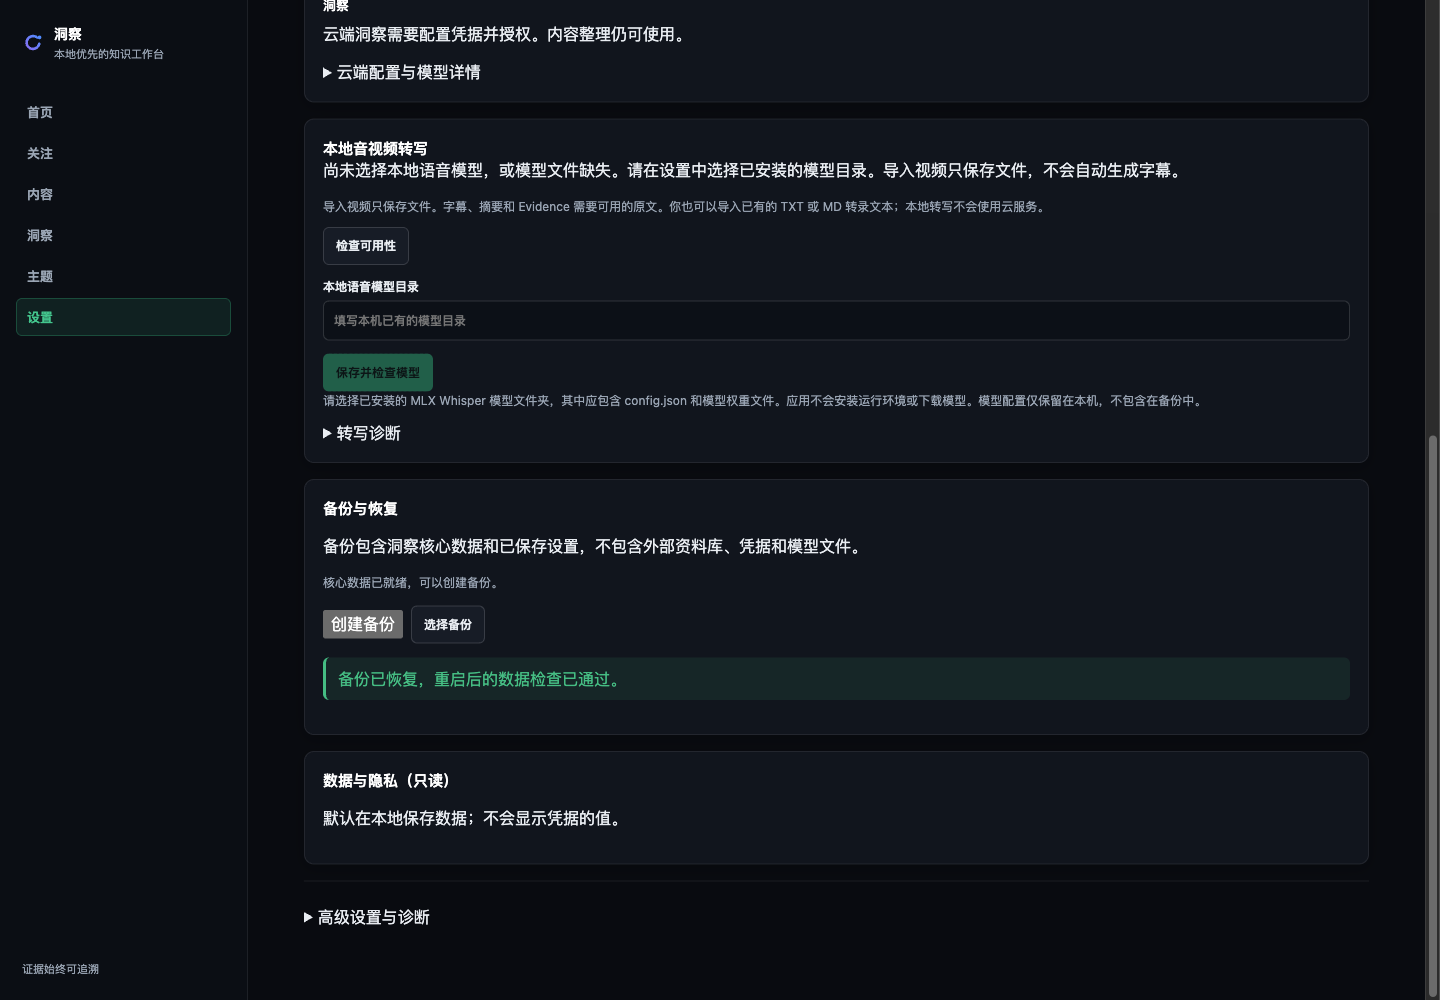 洞察
本地优先的知识工作台
首页
关注
内容
洞察
主题
设置
证据始终可追溯
洞察
云端洞察需要配置凭据并授权。内容整理仍可使用。
云端配置与模型详情
本地音视频转写
尚未选择本地语音模型，或模型文件缺失。请在设置中选择已安装的模型目录。导入视频只保存文件，不会自动生成字幕。
导入视频只保存文件。字幕、摘要和 Evidence 需要可用的原文。你也可以导入已有的 TXT 或 MD 转录文本；本地转写不会使用云服务。
检查可用性
本地语音模型目录
填写本机已有的模型目录
保存并检查模型
请选择已安装的 MLX Whisper 模型文件夹，其中应包含 config.json 和模型权重文件。应用不会安装运行环境或下载模型。模型配置仅保留在本机，不包含在备份中。
转写诊断
备份与恢复
备份包含洞察核心数据和已保存设置，不包含外部资料库、凭据和模型文件。
核心数据已就绪，可以创建备份。
创建备份 选择备份
备份已恢复，重启后的数据检查已通过。
数据与隐私（只读）
默认在本地保存数据；不会显示凭据的值。
高级设置与诊断